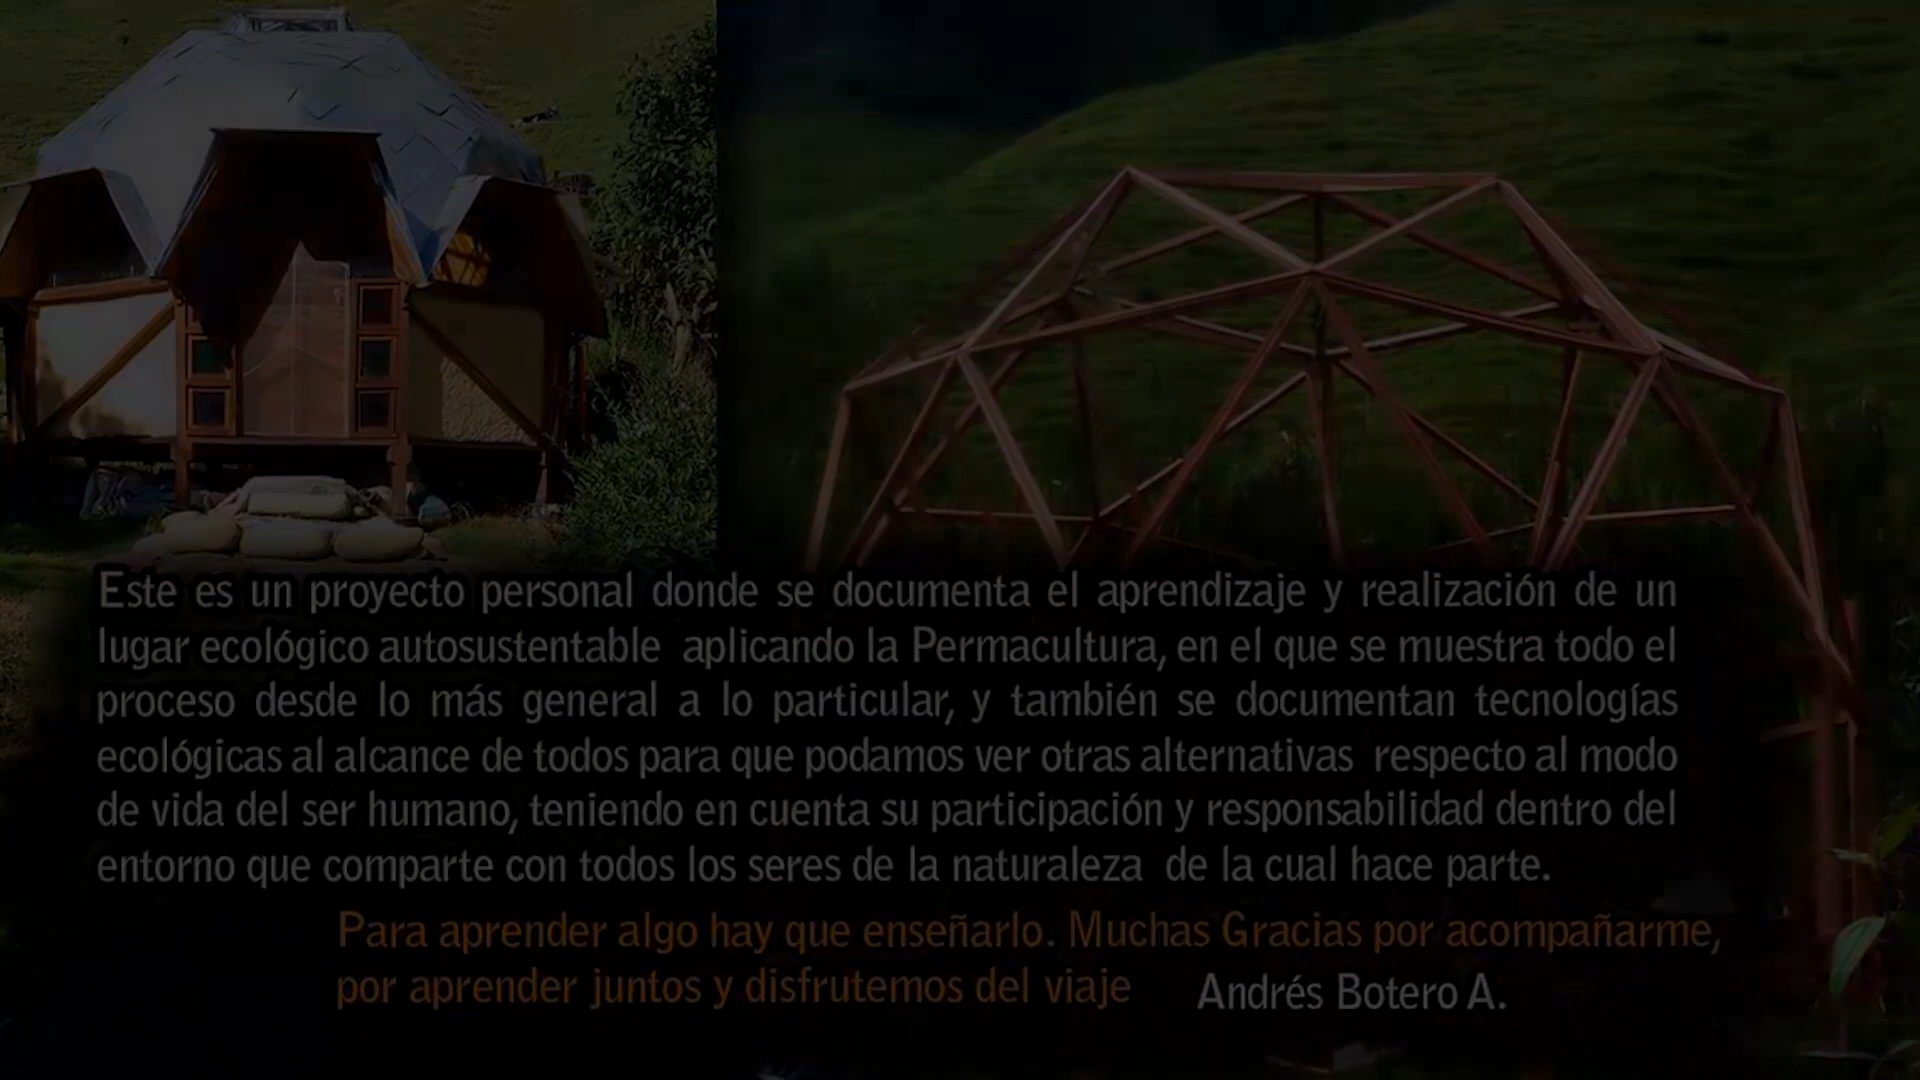 Este es un proyecto personal donde se documenta el aprendizaje y realización de un
lugar ecológico autosustentable aplicando la Permacultura, en el que se muestra todo el
proceso desde lo más general a lo particular, y también se documentan tecnologías
ecológicas al alcance de todos para que podamos ver otras alternativas respecto al modo
de vida del ser humano, teniendo en cuenta su participación y responsabilidad dentro del
entorno que comparte con todos los seres de la naturaleza de la cual hace parte.
Para aprender algo hay que enseñarlo. Muchas Gracias por acompañarme,
por aprender juntos y disfrutemos del viaje Andrés Botero A.